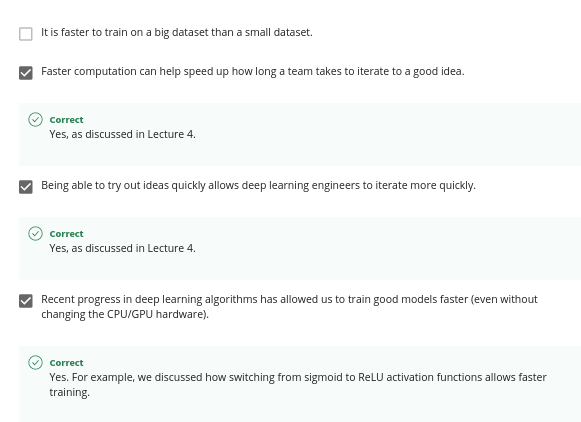 It is faster to train on a big dataset than a small dataset.
Faster computation can help speed up how long a team takes to iterate to a good idea.
Correct
Yes, as discussed in Lecture 4.
Being able to try out ideas quickly allows deep learning engineers to iterate more quickly.
Correct
Yes, as discussed in Lecture 4.
Recent progress in deep learning algorithms has allowed us to train good models faster (even without
changing the CPU/GPU hardware).
Correct
Yes. For example, we discussed how switching from sigmoid to ReLU activation functions allows faster
training.